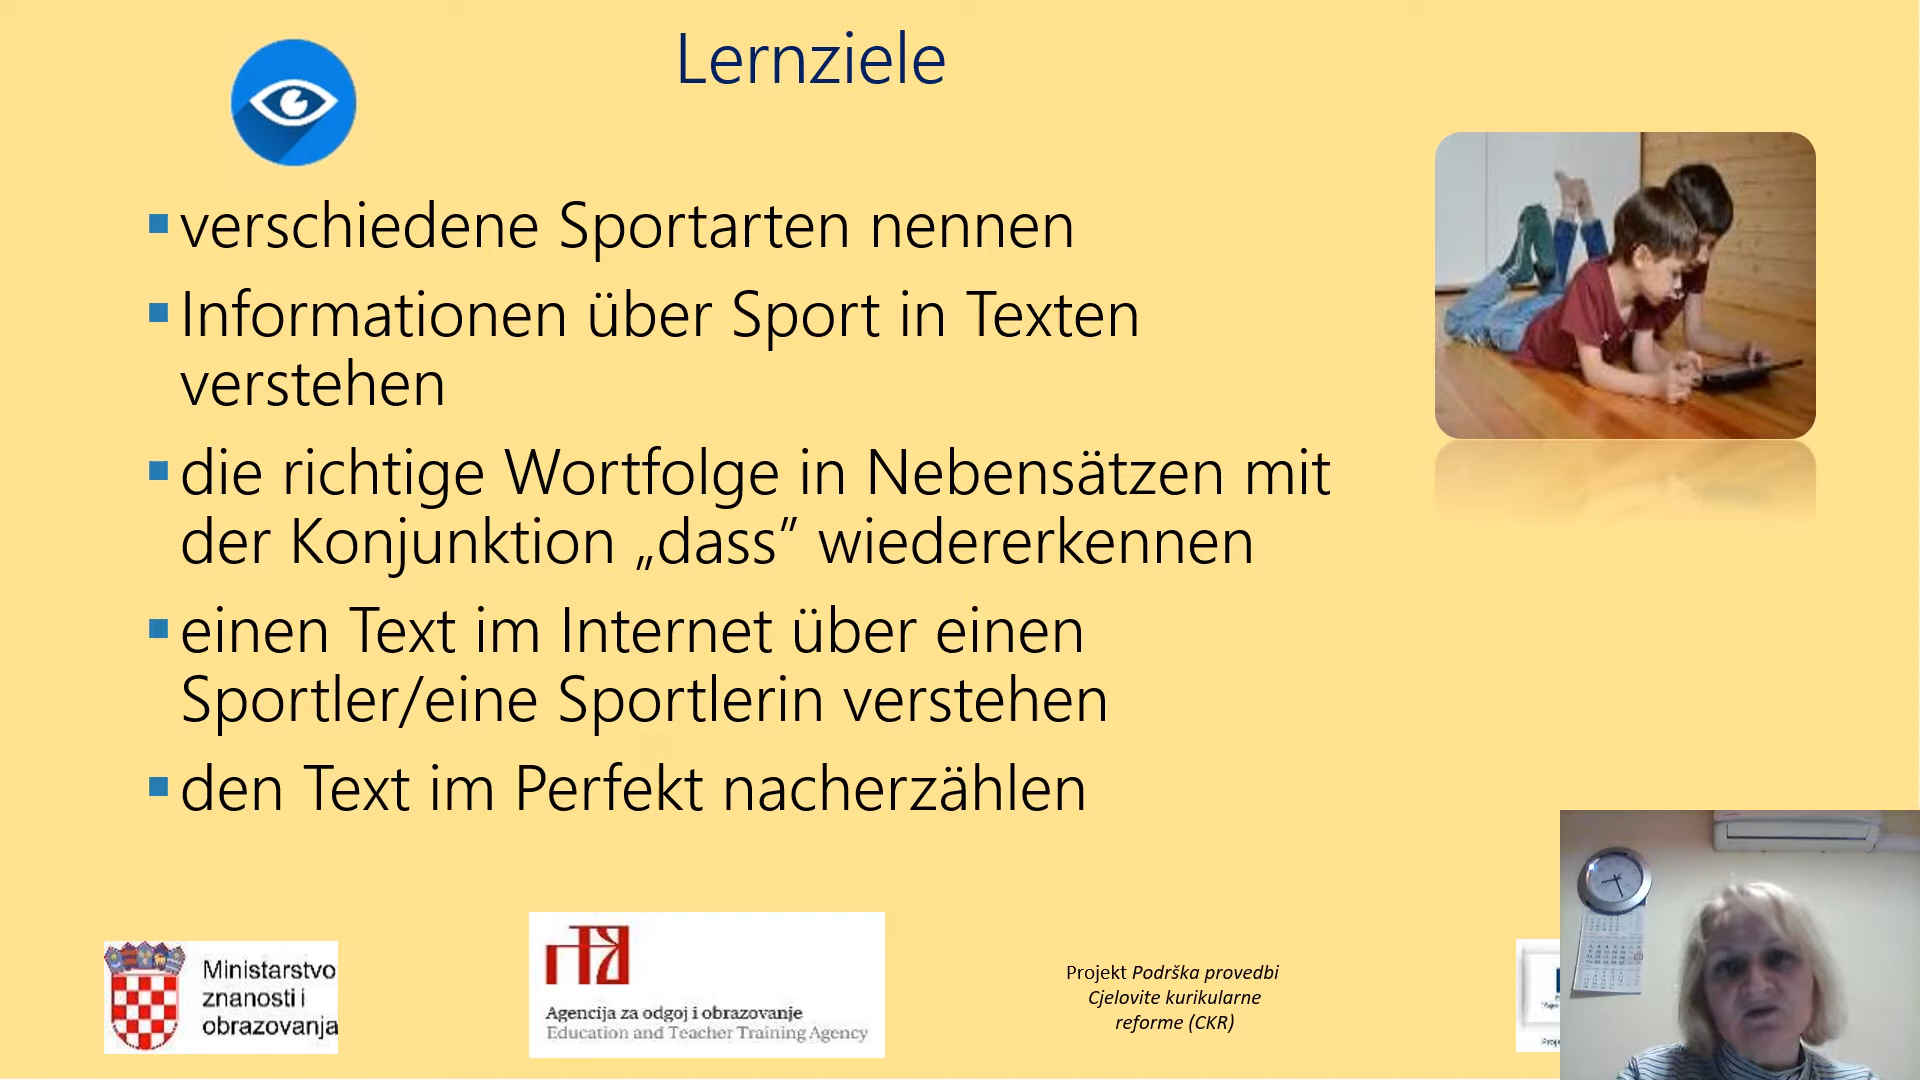 Lernziele
verschiedene Sportarten nennen
Informationen über Sport in Texten
verstehen
die richtige Wortfolge in Nebensätzen mit
der Konjunktion „dass” wiedererkennen
einen Text im Internet über einen
Sportler/eine Sportlerin verstehen
den Text im Perfekt nacherzählen
Ministarstvo
znanosti i
obrazovanja
Agencija za odgoj i obrazovanje
Education and Teacher Training Agency
Projekt Podrška provedbi
Cjelovite kurikularne
reforme (CKR)